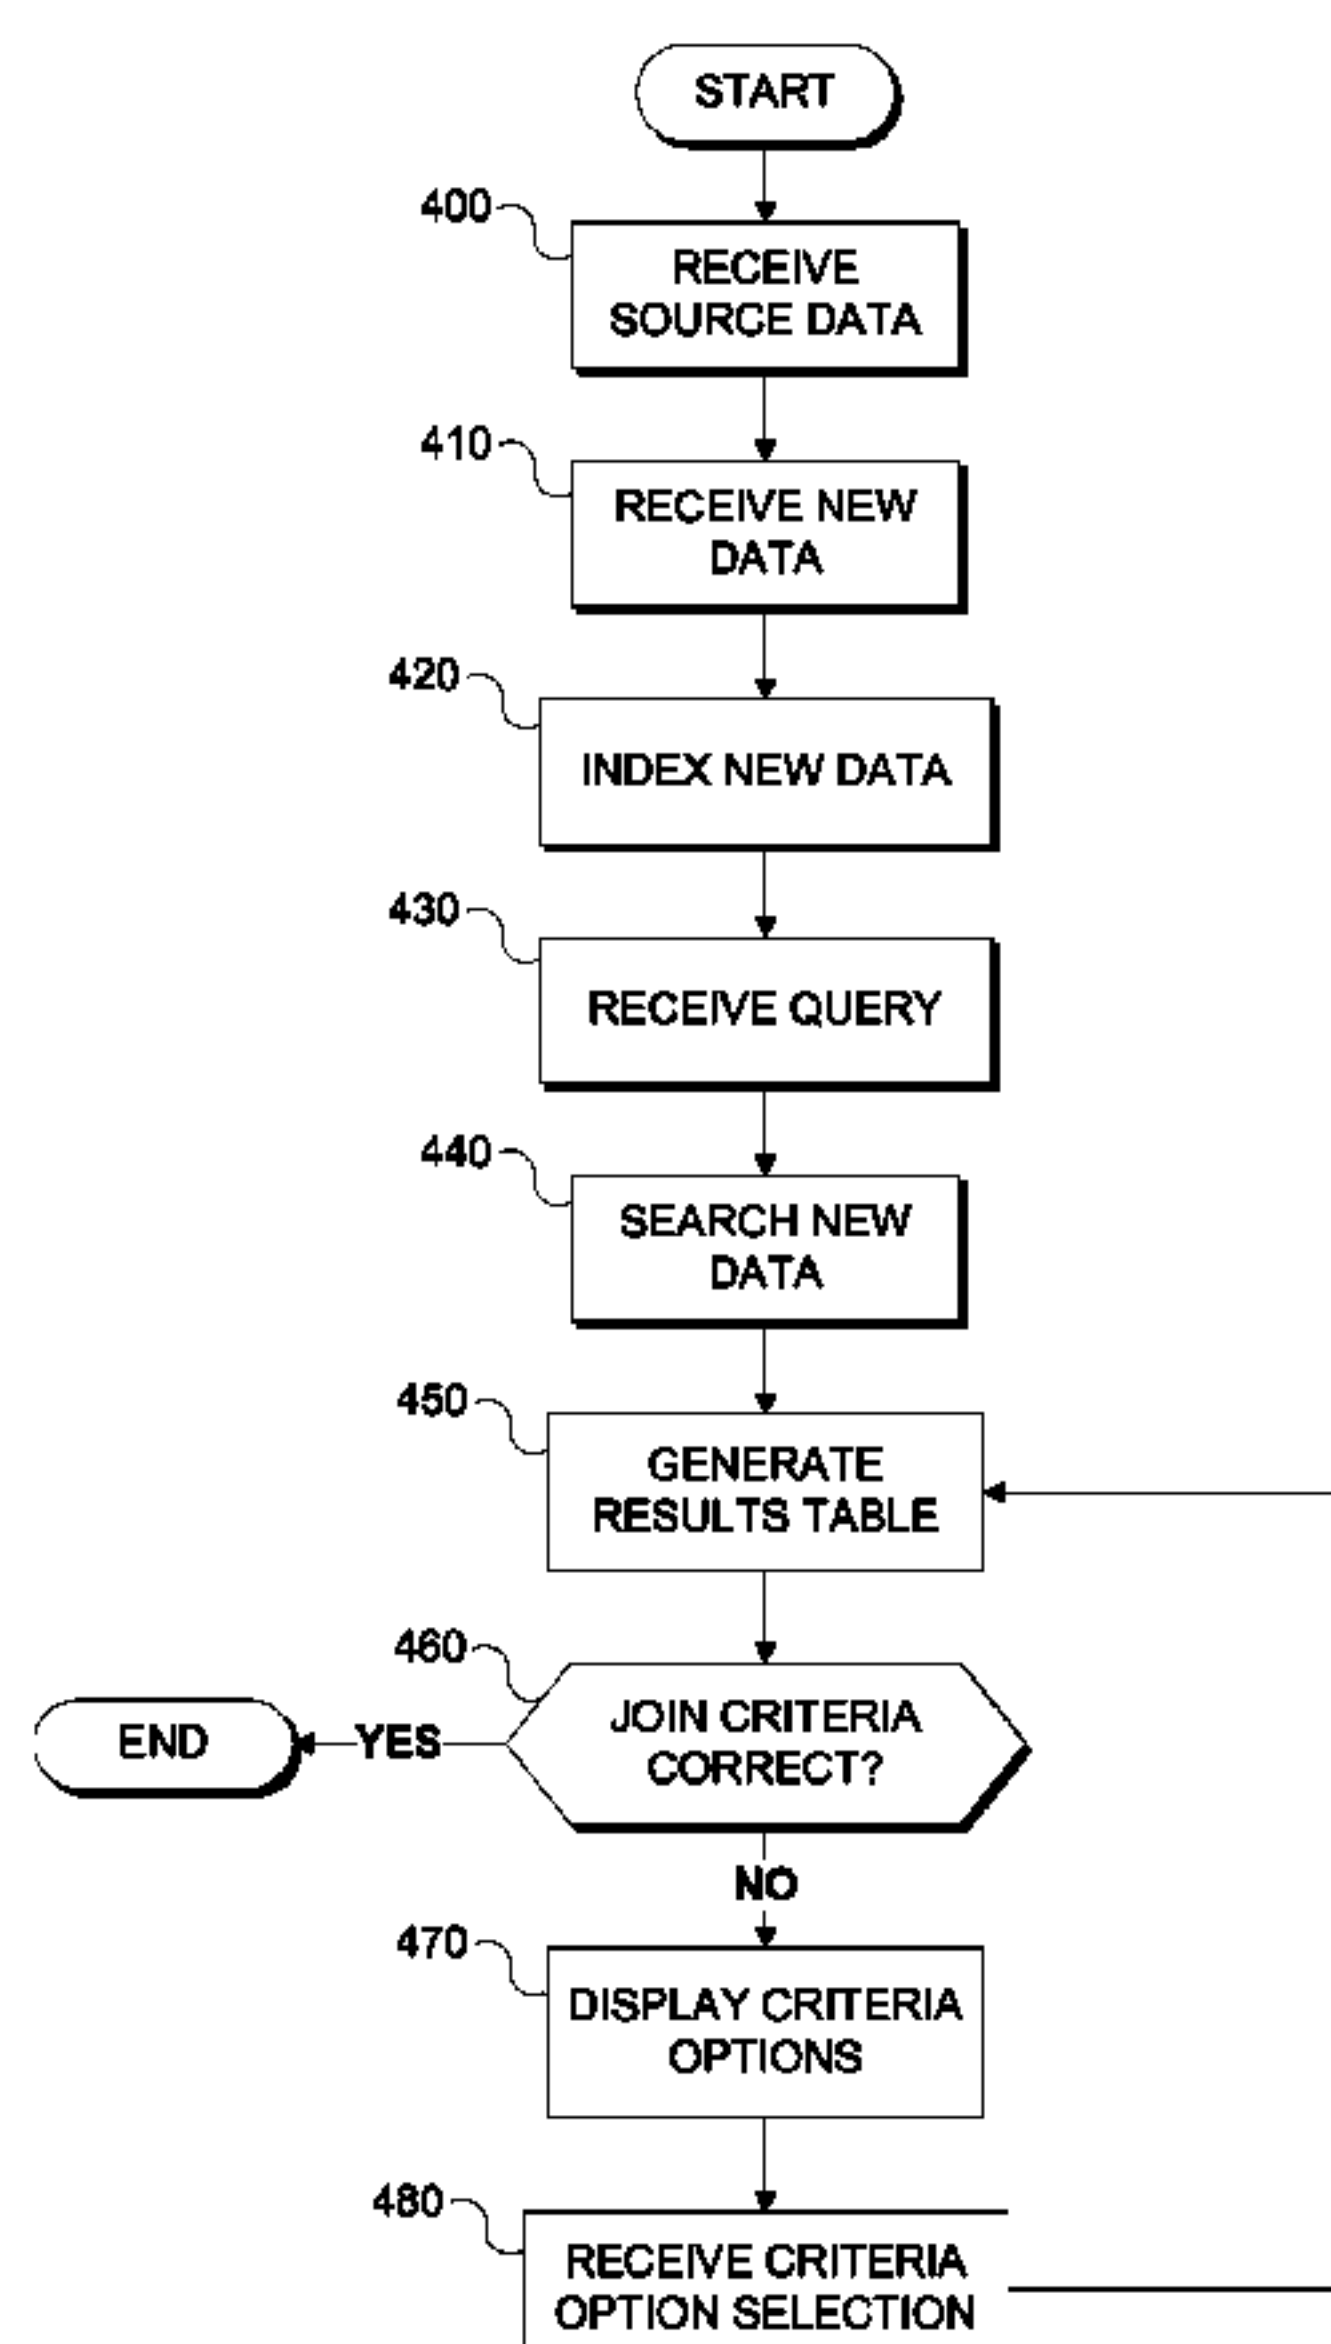 START
400
RECEIVE
SOURCE DATA
410
RECEIVE NEW
DATA
420
INDEX NEW DATA
430
RECEIVE QUERY
440
SEARCH NEW
DATA
450
GENERATE
RESULTS TABLE
460
JOIN CRITERIA
CORRECT?
YES
END
NO
470
DISPLAY CRITERIA
OPTIONS
480
RECEIVE CRITERIA
OPTION SELECTION